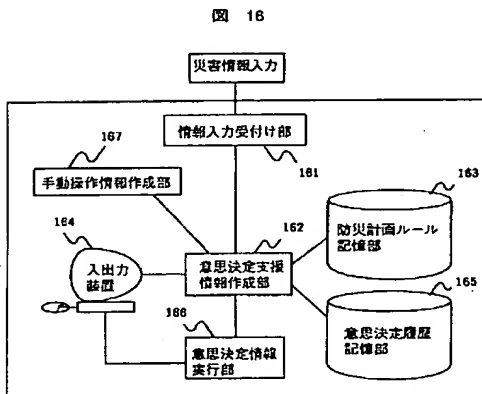 図 16
災害情報入力
情報入力受付け部
167
161
手動操作情報作成部
163
防災計画ルール
記憶部
164
162
入出力
装置
意思決定支援
情報作成部
165
166
意思決定履歴
記憶部
意思決定情報
実行部